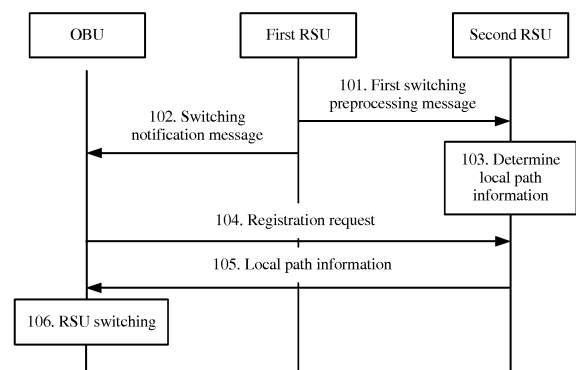 OBU
First RSU
Second RSU
101. First switching
preprocessing message
102. Switching
notification message
103. Determine
local path
information
104. Registration request
105. Local path information
106. RSU switching